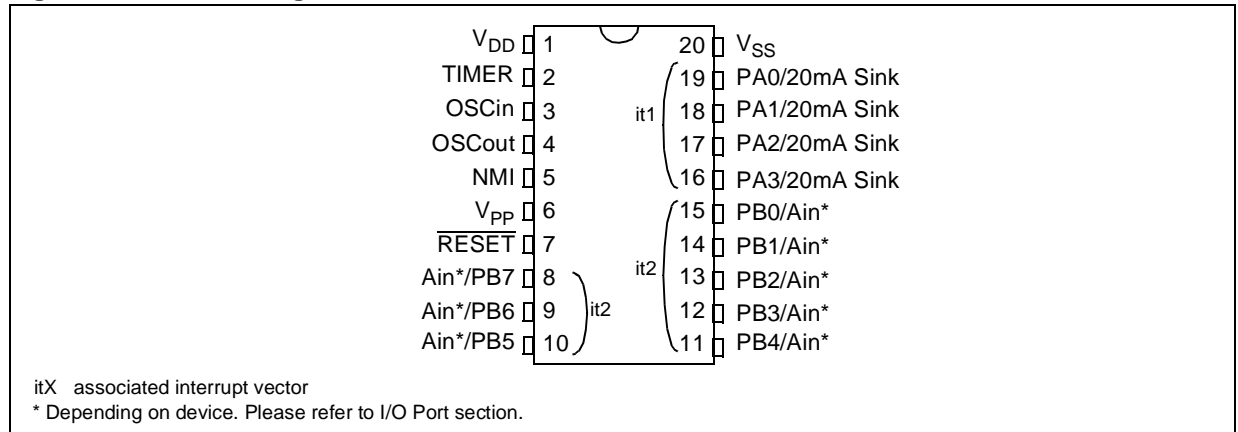 V_DD 1 20 V_SS
TIMER 2 19 PA0/20mA Sink
OSCin 3 it1 18 PA1/20mA Sink
OSCout 4 17 PA2/20mA Sink
NMI 5 16 PA3/20mA Sink
V_PP 6 15 PB0/Ain*
RESET 7 14 PB1/Ain*
Ain*/PB7 8 it2 13 PB2/Ain*
Ain*/PB6 9 it2 12 PB3/Ain*
Ain*/PB5 10 11 PB4/Ain*
itX associated interrupt vector
* Depending on device. Please refer to I/O Port section.